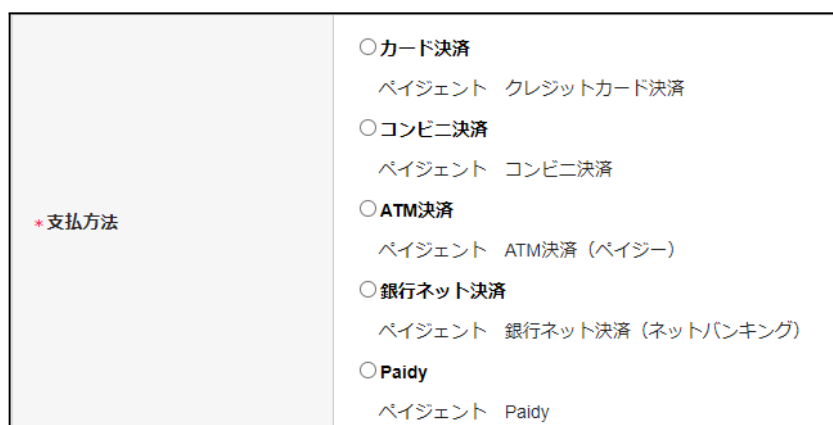 *支払方法
カード決済
ペイジェント　クレジットカード決済
コンビニ決済
ペイジェント　コンビニ決済
ATM決済
ペイジェント　ATM決済（ペイジー）
銀行ネット決済
ペイジェント　銀行ネット決済（ネットバンキング）
Paidy
ペイジェント　Paidy